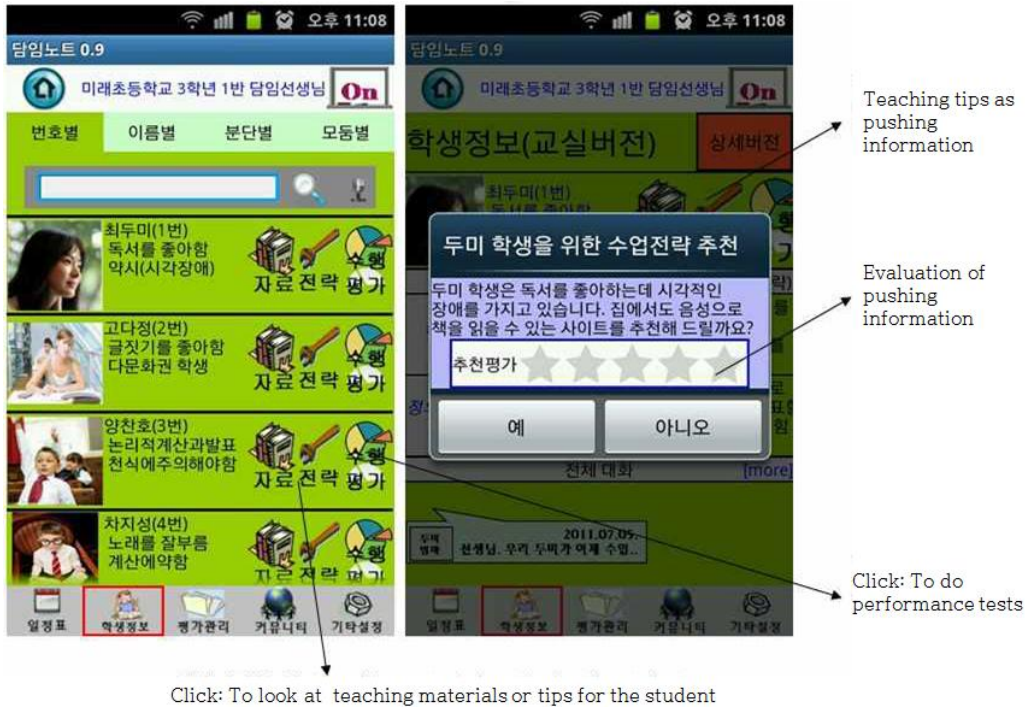 오후 11:08
담임노트 0.9
미래초등학교 3학년 1반 담임선생님
On
번호별 이름별 분단별 모둠별
최두미(1번)
독서를 좋아함
약시(시각장애)
자료 전략 수행
평가
고다정(2번)
글짓기를 좋아함
다문화권 학생
자료 전략 수행
평가
양찬호(3번)
논리적계산과발표
천식에주의해야함
자료 전략 수행
평가
차지성(4번)
노래를 잘부름
계산에약함
자료 전략 수행
평가
일정표 학생정보 평가관리 커뮤니티 기타설정
오후 11:08
담임노트 0.9
미래초등학교 3학년 1반 담임선생님
On
학생정보(교실버전) 상세버전
최두미(1번)
독서를 좋아함
두미 학생을 위한 수업전략 추천
두미 학생은 독서를 좋아하는데 시각적인
장애를 가지고 있습니다. 집에서도 음성으로
책을 읽을 수 있는 사이트를 추천해 드릴까요?
추천평가
예 아니오
전체 대화 [more]
2011.07.05.
두미
선생님. 우리 두미가 어제 수업..
일정표 학생정보 평가관리 커뮤니티 기타설정
Teaching tips as
pushing
information
Evaluation of
pushing
information
Click: To do
performance tests
Click: To look at teaching materials or tips for the student